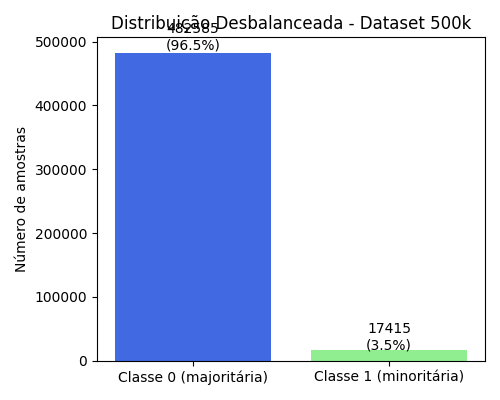 Distribuição Desbalanceada - Dataset 500k
482585
(96.5%)
500000
400000
300000
200000
100000
0
Número de amostras
17415
(3.5%)
Classe 0 (majoritária)
Classe 1 (minoritária)